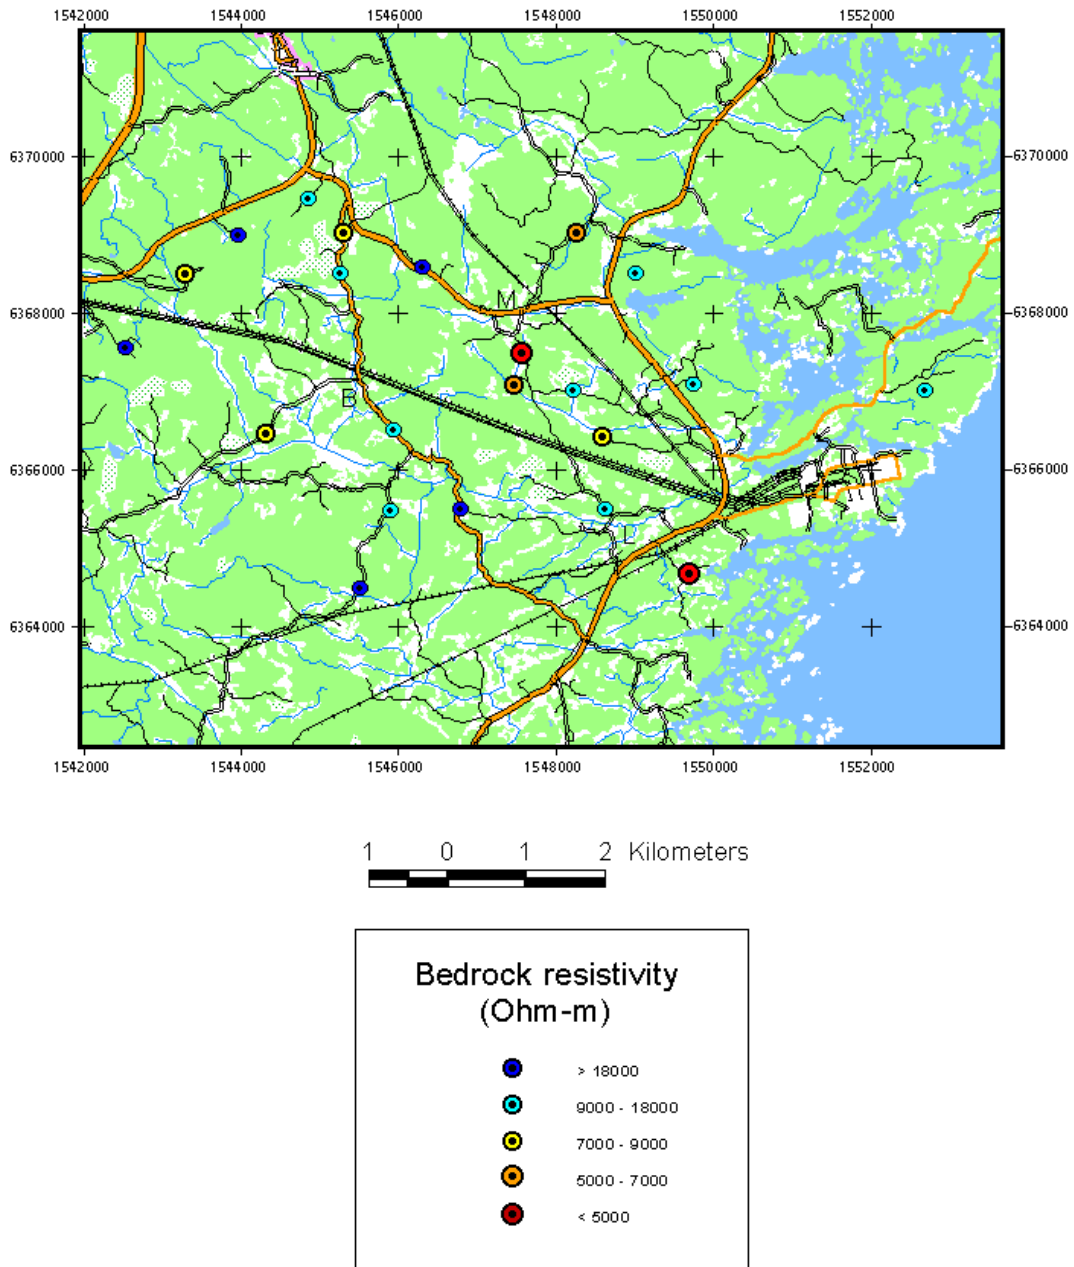 1542000 1544000 1546000 1548000 1550000 1552000
6370000 6370000
M A
6368000 6368000
B
6366000 6366000
L
6364000 6364000
1542000 1544000 1546000 1548000 1550000 1552000
1 0 1 2 Kilometers
Bedrock resistivity
(Ohm-m)
> 18000
9000 - 18000
7000 - 9000
5000 - 7000
< 5000